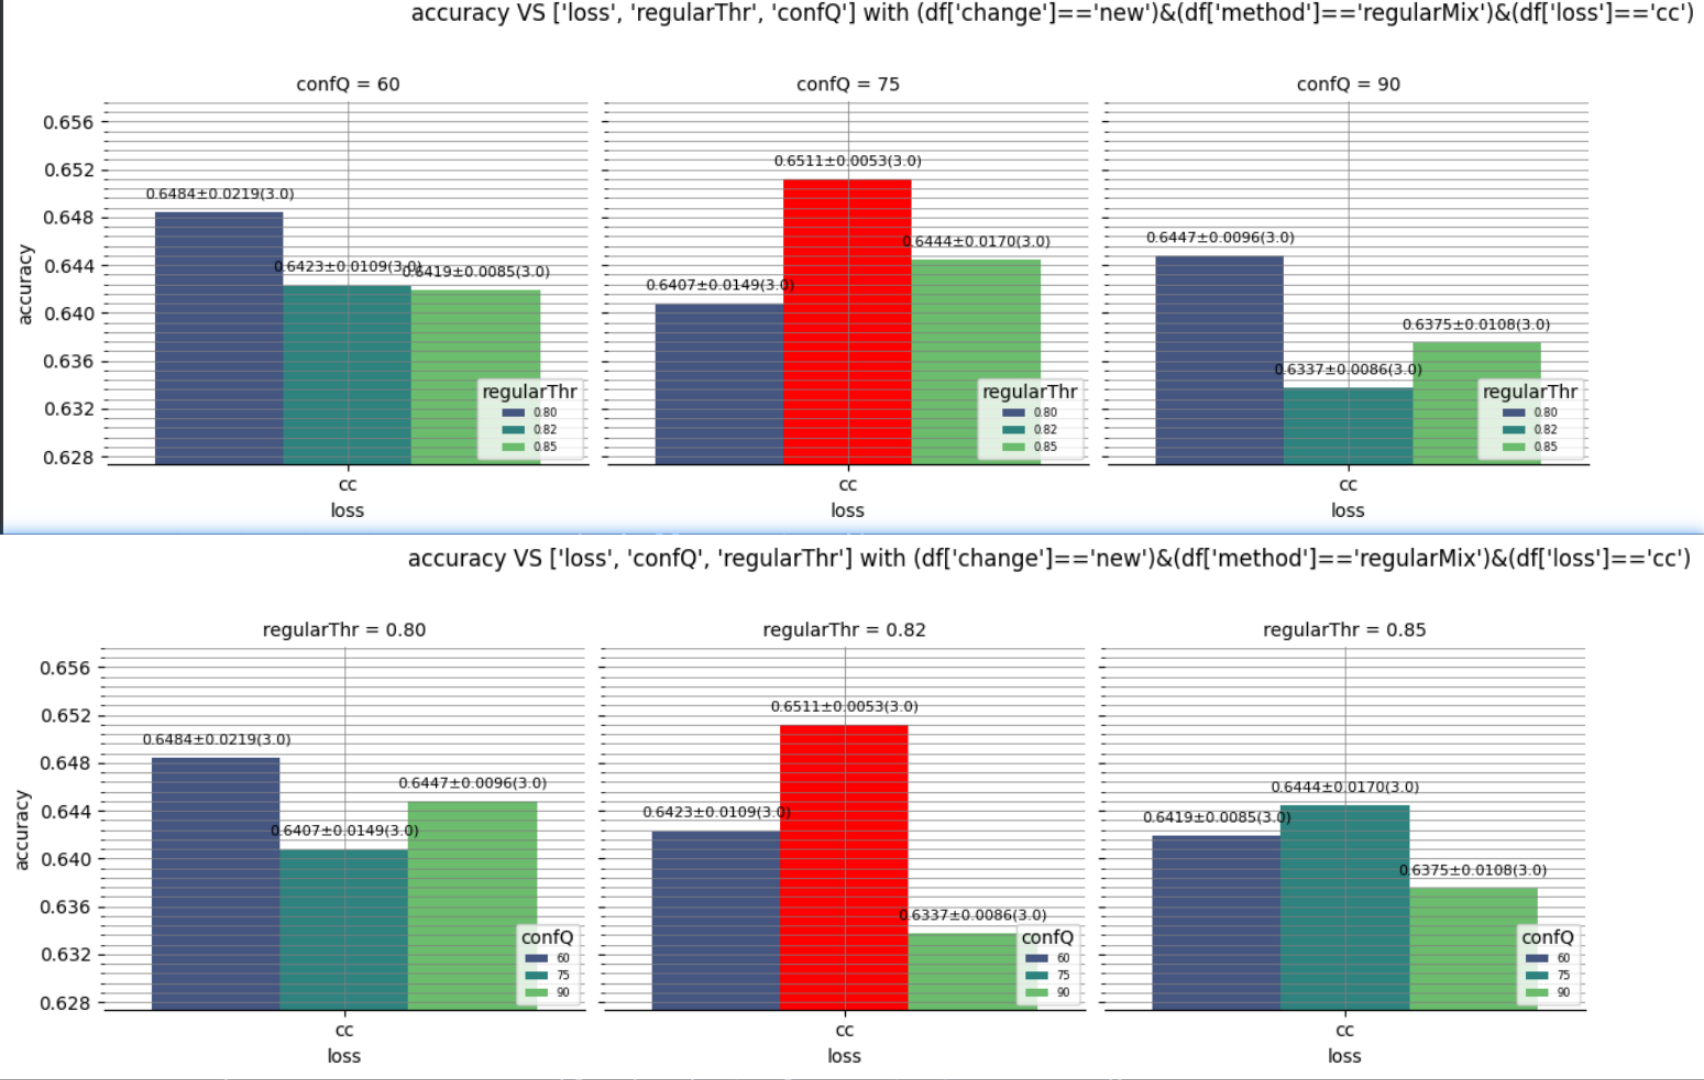 accuracy VS ['loss', 'regularThr', 'confQ'] with (df['change']=='new')&(df['method']=='regularMix')&(df['loss']=='cc')
confQ = 60
confQ = 75
confQ = 90
accuracy
0.656
0.652
0.648
0.644
0.640
0.636
0.632
0.628
0.6484±0.0219(3.0)
0.6423±0.0109(3.0)
0.6419±0.0085(3.0)
regularThr
0.80
0.82
0.85
cc
loss
0.6407±0.0149(3.0)
0.6511±0.0053(3.0)
0.6444±0.0170(3.0)
regularThr
0.80
0.82
0.85
cc
loss
0.6447±0.0096(3.0)
0.6337±0.0086(3.0)
0.6375±0.0108(3.0)
regularThr
0.80
0.82
0.85
cc
loss
accuracy VS ['loss', 'confQ', 'regularThr'] with (df['change']=='new')&(df['method']=='regularMix')&(df['loss']=='cc')
regularThr = 0.80
regularThr = 0.82
regularThr = 0.85
accuracy
0.656
0.652
0.648
0.644
0.640
0.636
0.632
0.628
0.6484±0.0219(3.0)
0.6407±0.0149(3.0)
0.6447±0.0096(3.0)
confQ
60
75
90
cc
loss
0.6423±0.0109(3.0)
0.6511±0.0053(3.0)
0.6337±0.0086(3.0)
confQ
60
75
90
cc
loss
0.6419±0.0085(3.0)
0.6444±0.0170(3.0)
0.6375±0.0108(3.0)
confQ
60
75
90
cc
loss